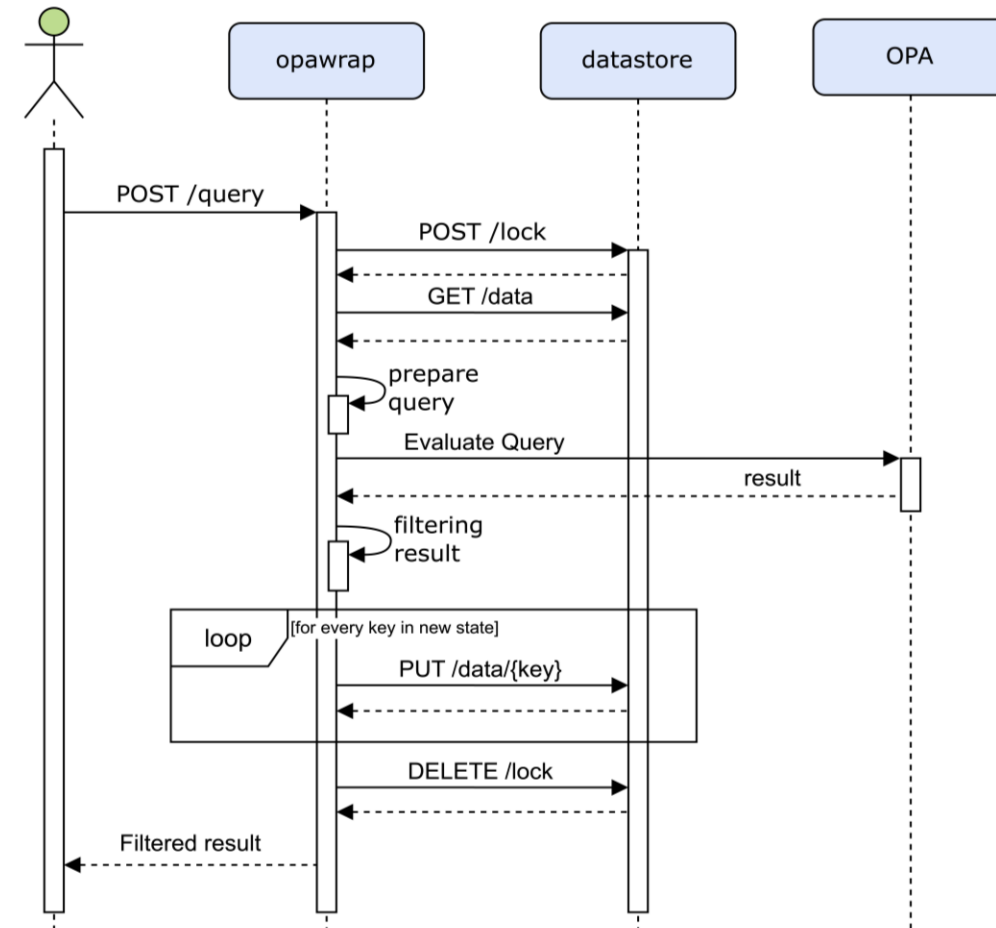 opawrap
datastore
OPA
POST /query
POST /lock
GET /data
prepare
query
Evaluate Query
result
filtering
result
loop
[for every key in new state]
PUT /data/{key}
DELETE /lock
Filtered result